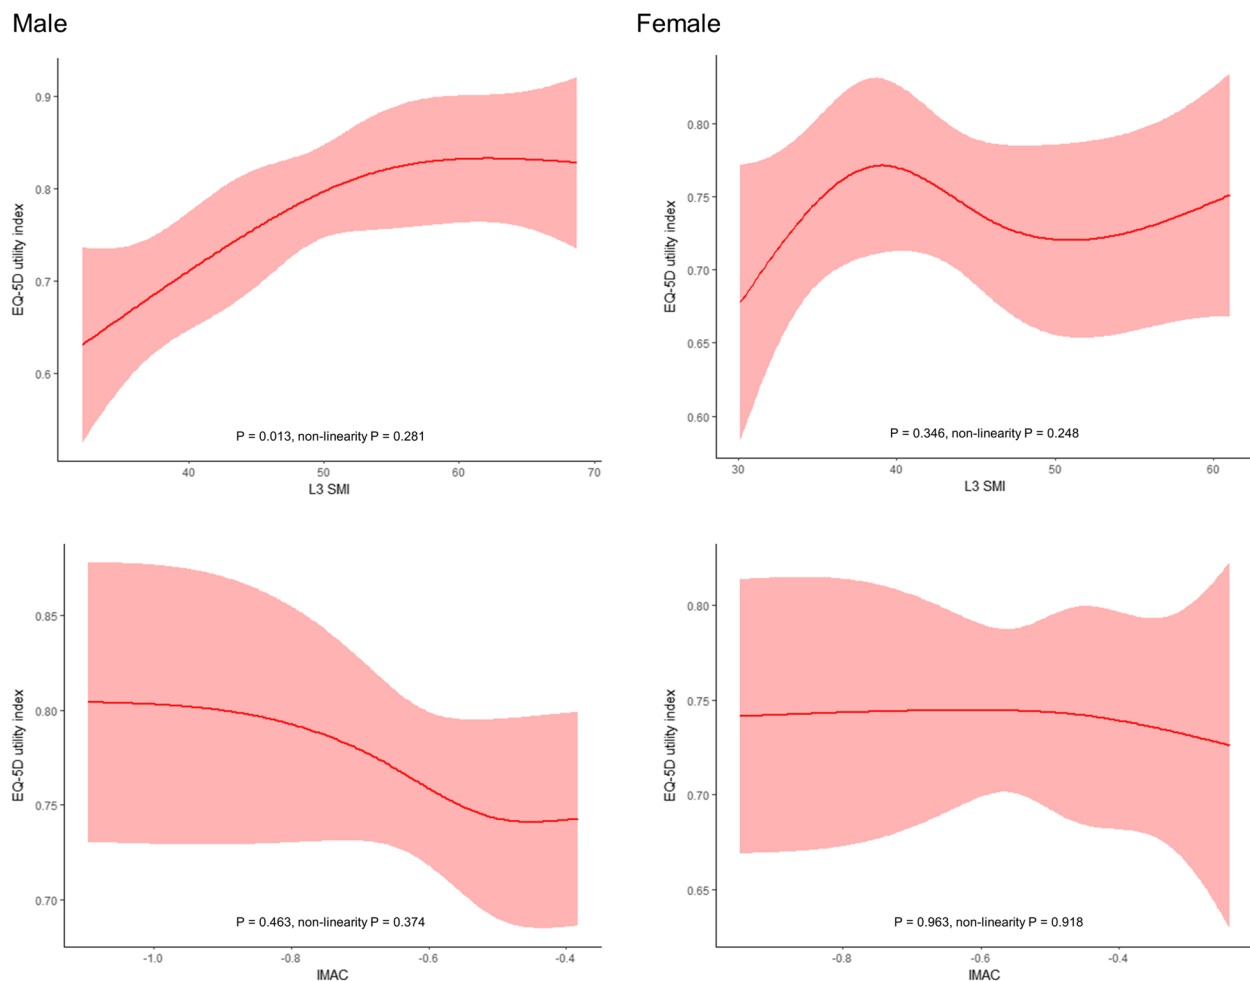 Male
Female
EQ-5D utility index
0.9
0.8
0.7
0.6
P = 0.013, non-linearity P = 0.281
40
50
60
70
L3 SMI
EQ-5D utility index
0.80
0.75
0.70
0.65
0.60
P = 0.346, non-linearity P = 0.248
30
40
50
60
L3 SMI
EQ-5D utility index
0.85
0.80
0.75
0.70
P = 0.463, non-linearity P = 0.374
-1.0
-0.8
-0.6
-0.4
IMAC
EQ-5D utility index
0.80
0.75
0.70
0.65
P = 0.963, non-linearity P = 0.918
-0.8
-0.6
-0.4
IMAC